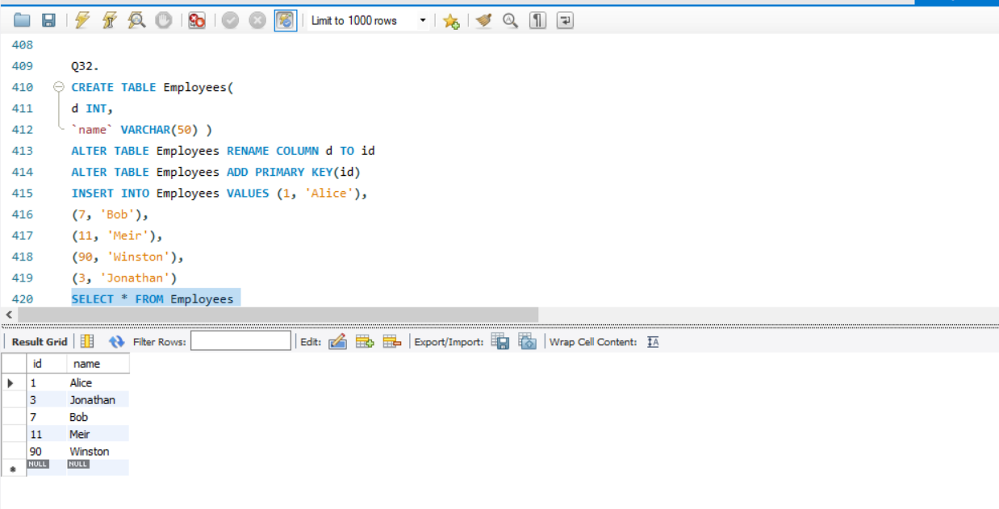 Limit to 1000 rows
408
409 Q32.
410 CREATE TABLE Employees(
411 d INT,
412 `name` VARCHAR(50) )
413 ALTER TABLE Employees RENAME COLUMN d TO id
414 ALTER TABLE Employees ADD PRIMARY KEY(id)
415 INSERT INTO Employees VALUES (1, 'Alice'),
416 (7, 'Bob'),
417 (11, 'Meir'),
418 (90, 'Winston'),
419 (3, 'Jonathan')
420 SELECT * FROM Employees
Result Grid Filter Rows: Edit: Export/Import: Wrap Cell Content:
id name
1 Alice
3 Jonathan
7 Bob
11 Meir
90 Winston
NULL NULL